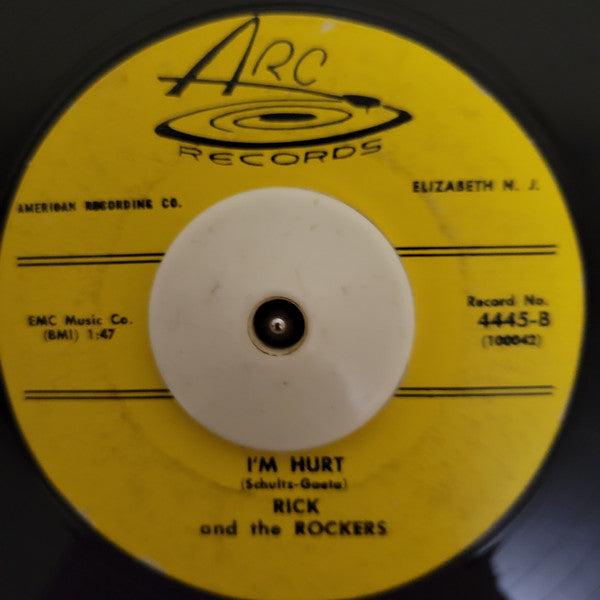 ARC
RECORDS
AMERICAN RECORDING CO.
ELIZABETH N. J.
EMC Music Co.
(BMI) 1:47
Record No.
4445-B
(100042)
I'M HURT
(Schultz-Gaeta)
RICK
and the ROCKERS